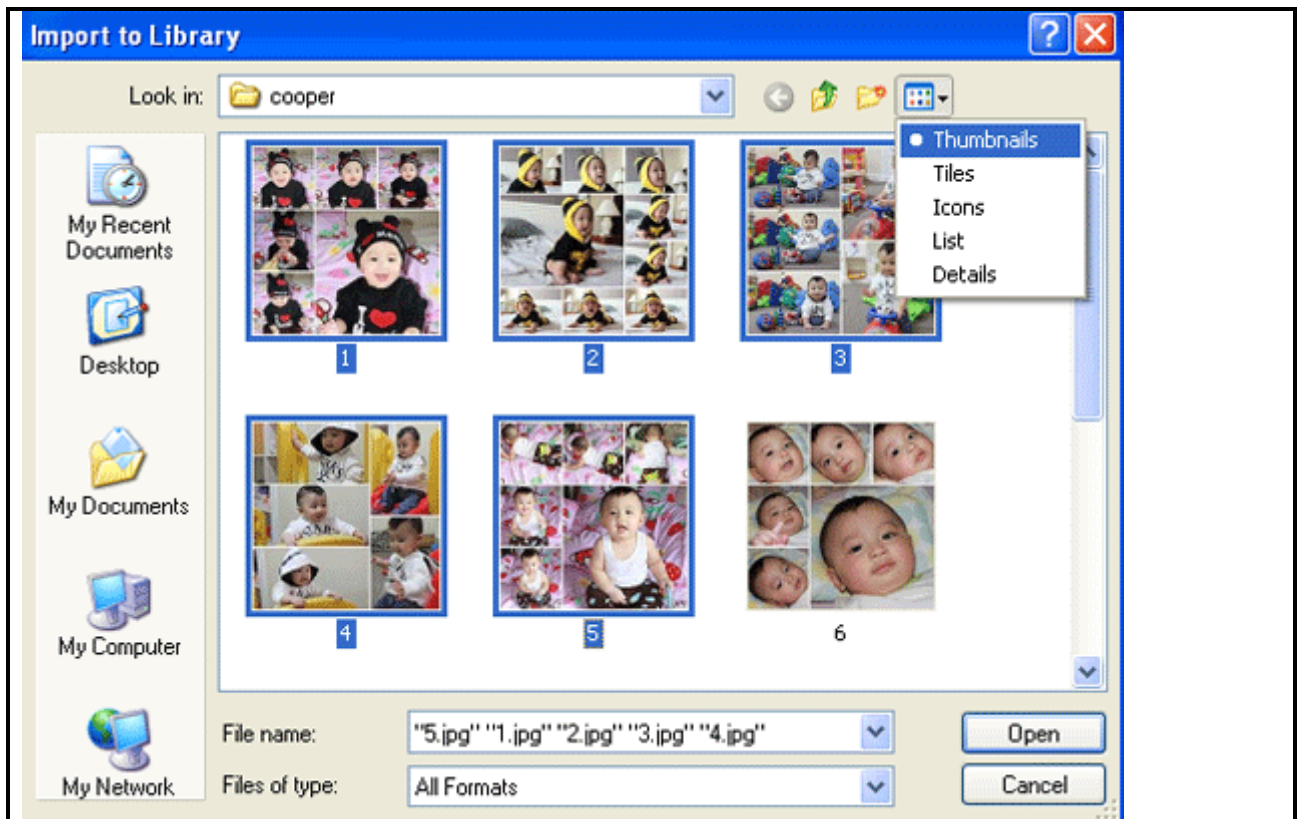 Import to Library
Look in:
cooper
Thumbnails
Tiles
Icons
List
Details
My Recent
Documents
Desktop
My Documents
My Computer
My Network
1
2
3
4
5
6
File name:
"5.jpg" "1.jpg" "2.jpg" "3.jpg" "4.jpg"
Open
Files of type:
All Formats
Cancel